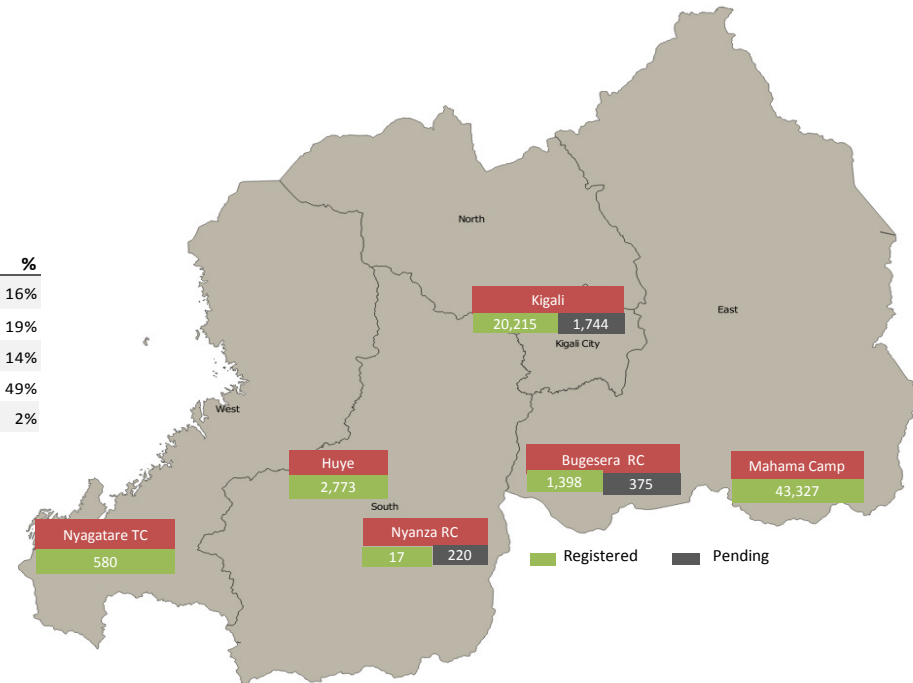 %
16%
19%
14%
49%
2%
North
Kigali
20,215 1,744
Kigali City
East
West
Huye
2,773
South
Bugesera RC
1,398 375
Mahama Camp
43,327
Nyagatare TC
580
Nyanza RC
17 220
Registered Pending